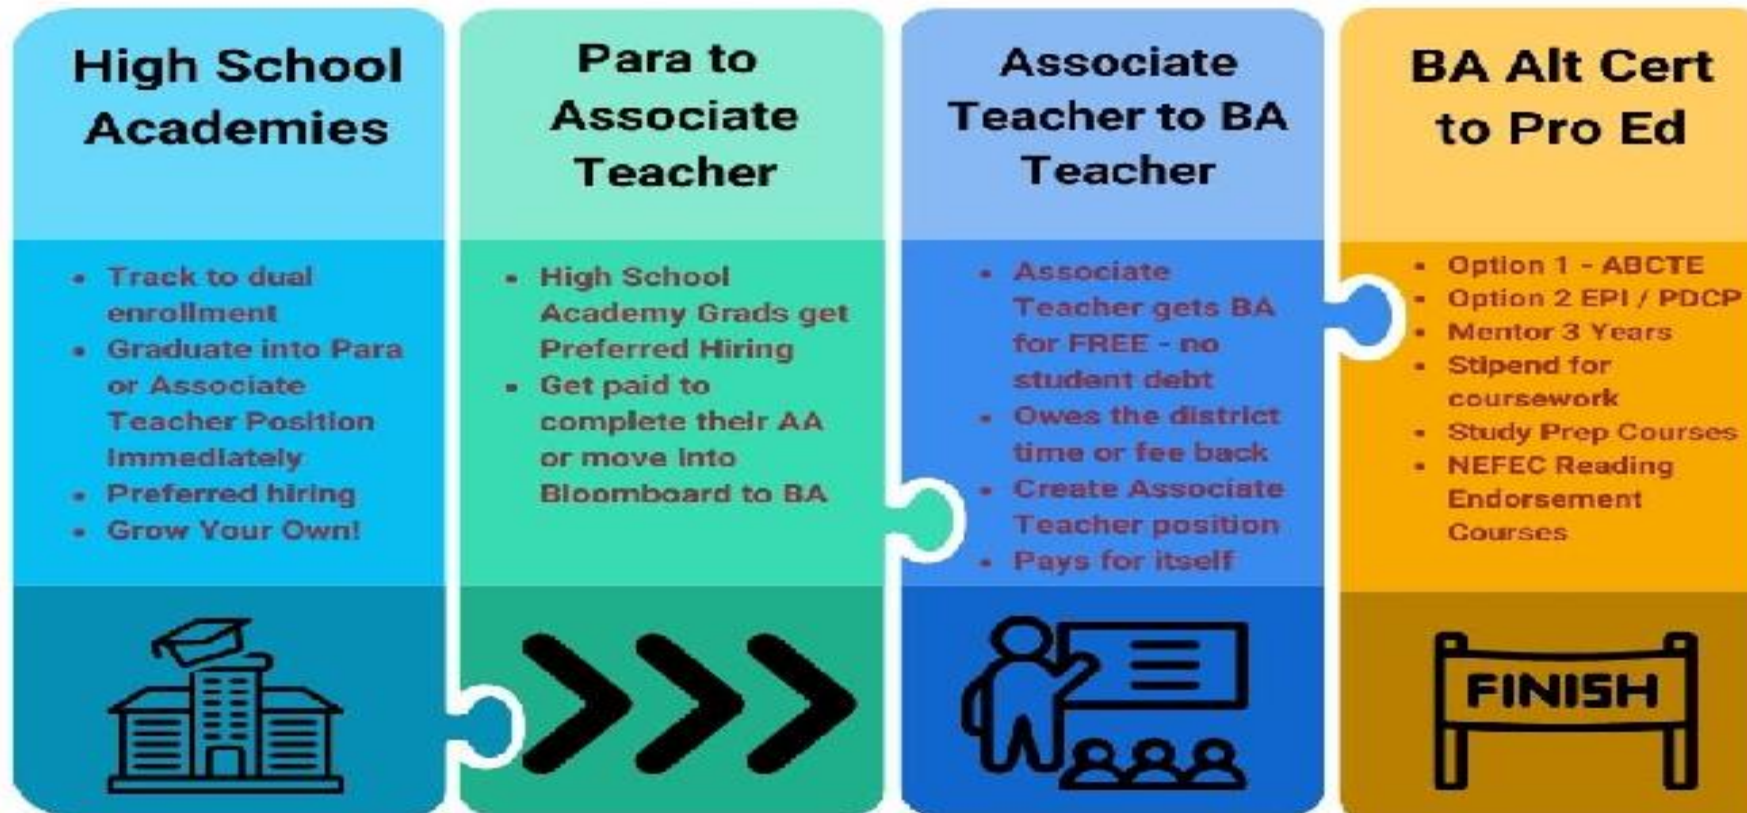 High School
Academies
• Track to dual
enrollment
• Graduate into Para
or Associate
Teacher Position
Immediately
• Preferred hiring
• Grow Your Own!
Para to
Associate
Teacher
• High School
Academy Grads get
Preferred Hiring
• Get paid to
complete their AA
or move into
Bloomboard to BA
Associate
Teacher to BA
Teacher
• Associate
Teacher gets BA
for FREE - no
student debt
• Owes the district
time or fee back
• Create Associate
Teacher position
• Pays for itself
BA Alt Cert
to Pro Ed
• Option 1 - ABCTE
• Option 2 EPI / PDCP
• Mentor 3 Years
• Stipend for
coursework
• Study Prep Courses
• NEFEC Reading
Endorsement
Courses
FINISH